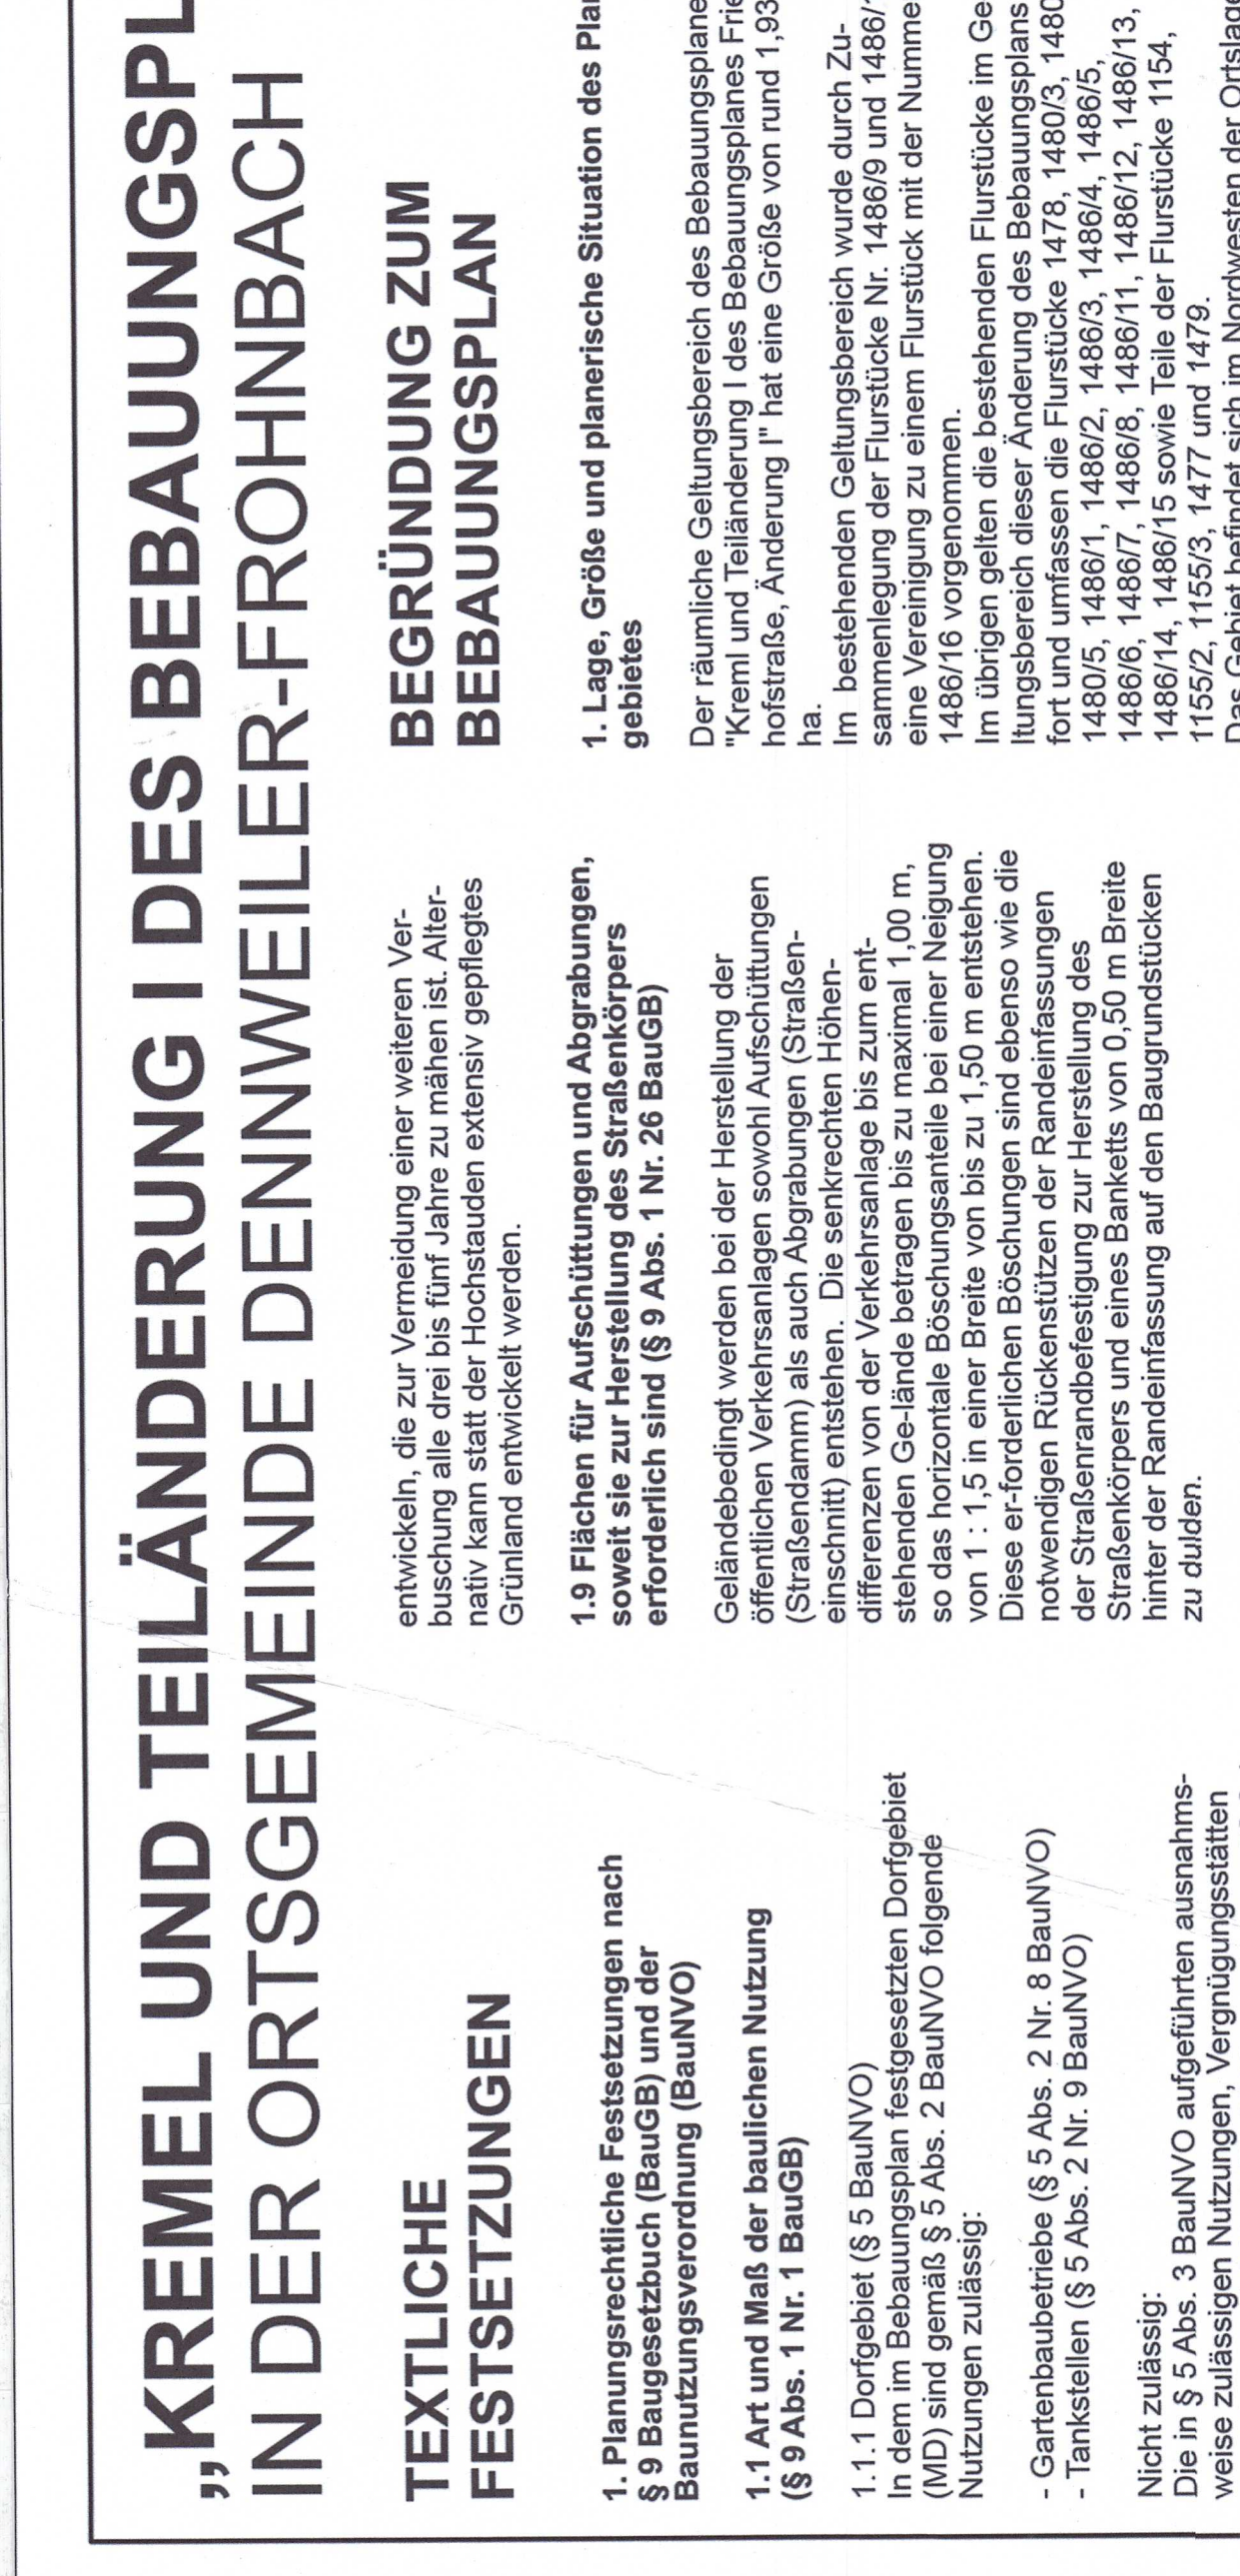 „KREMEL UND TEILÄNDERUNG I DES BEBAUUNGSPL
IN DER ORTSGEMEINDE DENNWEILER-FROHNBACH
TEXTLICHE
FESTSETZUNGEN
1. Planungsrechtliche Festsetzungen nach
§ 9 Baugesetzbuch (BauGB) und der
Baunutzungsverordnung (BauNVO)
1.1 Art und Maß der baulichen Nutzung
(§ 9 Abs. 1 Nr. 1 BauGB)
1.1.1 Dorfgebiet (§ 5 BauNVO)
In dem im Bebauungsplan festgesetzten Dorfgebiet
(MD) sind gemäß § 5 Abs. 2 BauNVO folgende
Nutzungen zulässig:
- Gartenbaubetriebe (§ 5 Abs. 2 Nr. 8 BauNVO)
- Tankstellen (§ 5 Abs. 2 Nr. 9 BauNVO)
Nicht zulässig:
Die in § 5 Abs. 3 BauNVO aufgeführten ausnahms-
weise zulässigen Nutzungen, Vergnügungsstätten
entwickeln, die zur Vermeidung einer weiteren Ver-
buschung alle drei bis fünf Jahre zu mähen ist. Alter-
nativ kann statt der Hochstauden extensiv gepflegtes
Grünland entwickelt werden.
1.9 Flächen für Aufschüttungen und Abgrabungen,
soweit sie zur Herstellung des Straßenkörpers
erforderlich sind (§ 9 Abs. 1 Nr. 26 BauGB)
Geländebedingt werden bei der Herstellung der
öffentlichen Verkehrsanlagen sowohl Aufschüttungen
(Straßendamm) als auch Abgrabungen (Straßen-
einschnitt) entstehen.  Die senkrechten Höhen-
differenzen von der Verkehrsanlage bis zum ent-
stehenden Ge-lände betragen bis zu maximal 1,00 m,
so das horizontale Böschungsanteile bei einer Neigung
von 1 : 1,5 in einer Breite von bis zu 1,50 m entstehen.
Diese er-forderlichen Böschungen sind ebenso wie die
notwendigen Rückenstützen der Randeinfassungen
der Straßenrandbefestigung zur Herstellung des
Straßenkörpers und eines Banketts von 0,50 m Breite
hinter der Randeinfassung auf den Baugrundstücken
zu dulden.
BEGRÜNDUNG ZUM
BEBAUUNGSPLAN
1. Lage, Größe und planerische Situation des Plan
gebietes
Der räumliche Geltungsbereich des Bebauungsplane
"Kreml und Teiländerung I des Bebauungsplanes Frie
hofstraße, Änderung I" hat eine Größe von rund 1,93
ha.
Im  bestehenden Geltungsbereich wurde durch Zu-
sammenlegung der Flurstücke Nr. 1486/9 und 1486/1
eine Vereinigung zu einem Flurstück mit der Numme
1486/16 vorgenommen.
Im übrigen gelten die bestehenden Flurstücke im Ge
ltungsbereich dieser Änderung des Bebauungsplans
fort und umfassen die Flurstücke 1478, 1480/3, 1480
1480/5, 1486/1, 1486/2, 1486/3, 1486/4, 1486/5,
1486/6, 1486/7, 1486/8, 1486/11, 1486/12, 1486/13,
1486/14, 1486/15 sowie Teile der Flurstücke 1154,
1155/2, 1155/3, 1477 und 1479.
Das Gebiet befindet sich im Nordwesten der Ortslage